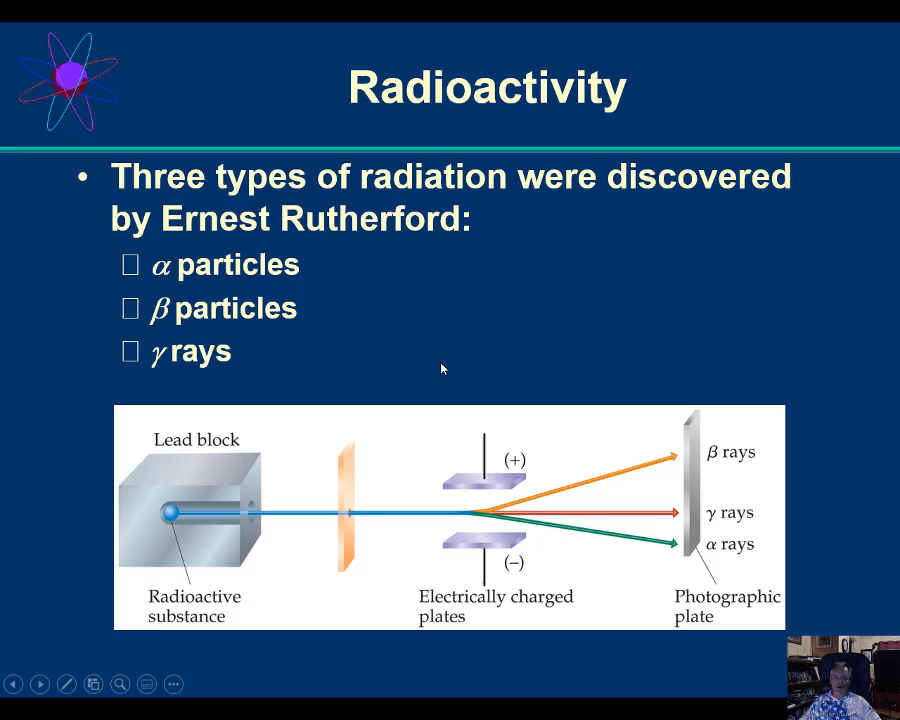 Radioactivity
• Three types of radiation were discovered
by Ernest Rutherford:
α particles
β particles
γ rays
Lead block
(+)
β rays
γ rays
α rays
(–)
Radioactive
substance
Electrically charged
plates
Photographic
plate